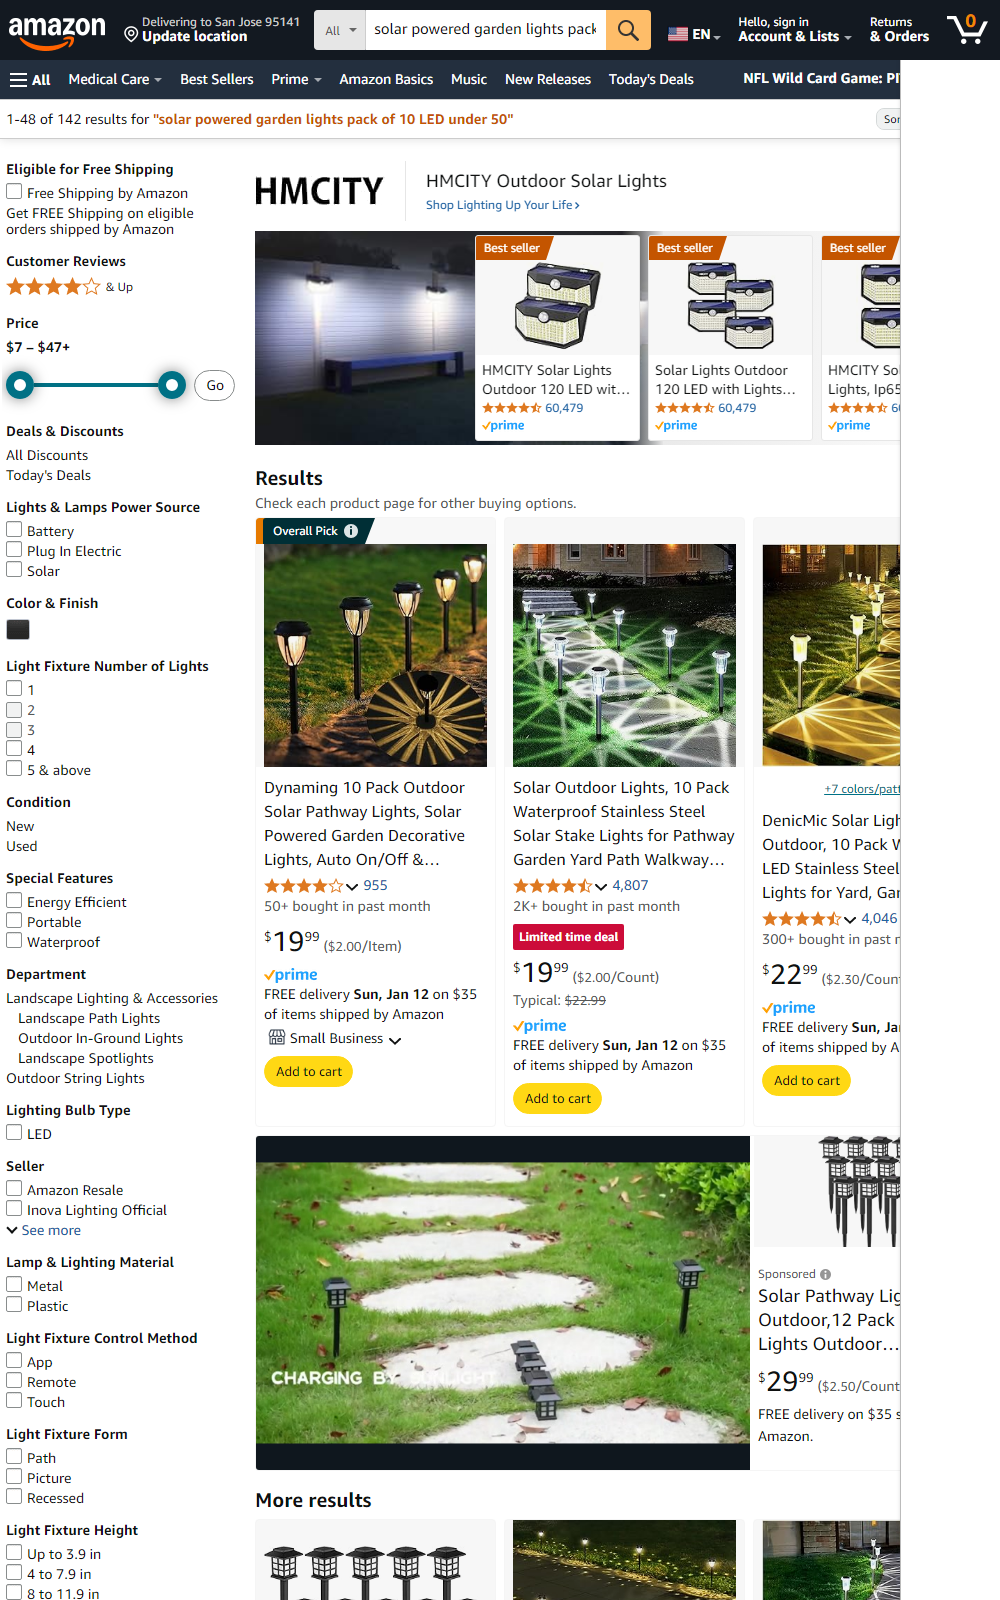 amazon
Delivering to San Jose 95141
Update location
All
solar powered garden lights pack
EN
Hello, sign in
Account & Lists
Returns
& Orders
0
All
Medical Care
Best Sellers
Prime
Amazon Basics
Music
New Releases
Today's Deals
NFL Wild Card Game:
1-48 of 142 results for "solar powered garden lights pack of 10 LED under 50"
Eligible for Free Shipping
Free Shipping by Amazon
Get FREE Shipping on eligible
orders shipped by Amazon
Customer Reviews
& Up
Price
$7 – $47+
Go
Deals & Discounts
All Discounts
Today's Deals
Lights & Lamps Power Source
Battery
Plug In Electric
Solar
Color & Finish
Light Fixture Number of Lights
1
2
3
4
5 & above
Condition
New
Used
Special Features
Energy Efficient
Portable
Waterproof
Department
Landscape Lighting & Accessories
Landscape Path Lights
Outdoor In-Ground Lights
Landscape Spotlights
Outdoor String Lights
Lighting Bulb Type
LED
Seller
Amazon Resale
Inova Lighting Official
See more
Lamp & Lighting Material
Metal
Plastic
Light Fixture Control Method
App
Remote
Touch
Light Fixture Form
Path
Picture
Recessed
Light Fixture Height
Up to 3.9 in
4 to 7.9 in
8 to 11.9 in
HMCITY
HMCITY Outdoor Solar Lights
Shop Lighting Up Your Life
Best seller
HMCITY Solar Lights
Outdoor 120 LED wit...
60,479
prime
Best seller
Solar Lights Outdoor
120 LED with Lights...
60,479
prime
Best seller
HMCITY
Lights, Ip65
prime
Results
Check each product page for other buying options.
Overall Pick
Dynaming 10 Pack Outdoor
Solar Pathway Lights, Solar
Powered Garden Decorative
Lights, Auto On/Off &...
955
50+ bought in past month
$19.99 ($2.00/Item)
prime
FREE delivery Sun, Jan 12 on $35
of items shipped by Amazon
Small Business
Add to cart
Solar Outdoor Lights, 10 Pack
Waterproof Stainless Steel
Solar Stake Lights for Pathway
Garden Yard Path Walkway...
4,807
2K+ bought in past month
Limited time deal
$19.99 ($2.00/Count)
Typical: $22.99
prime
FREE delivery Sun, Jan 12 on $35
of items shipped by Amazon
Add to cart
+7 colors/patt
DenicMic Solar
Outdoor, 10 Pack
LED Stainless Steel
Lights for Yard,
4,046
300+ bought in past
$22.99 ($2.30/Count
prime
FREE delivery Sun,
of items shipped by
Add to cart
CHARGING BY SUNLIGHT
Sponsored
Solar Pathway
Outdoor,12 Pack
Lights Outdoor...
$29.99 ($2.50/Count
FREE delivery on $35
Amazon.
More results